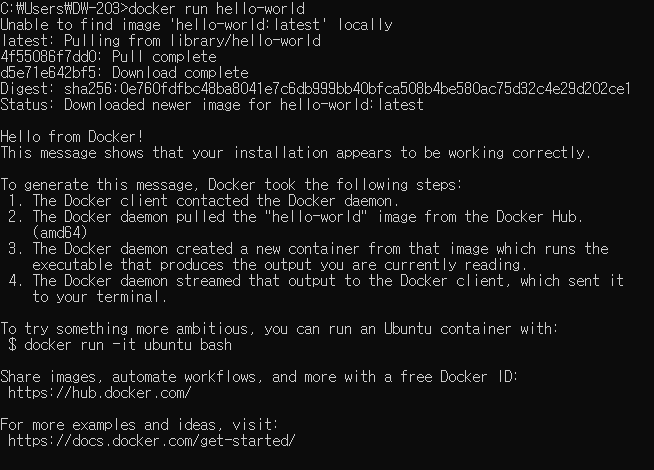 C:₩Users₩DW-203>docker run hello-world
Unable to find image 'hello-world:latest' locally
latest: Pulling from library/hello-world
4f55086f7dd0: Pull complete
d5e71e642bf5: Download complete
Digest: sha256:0e760fdfbc48ba8041e7c6db999bb40bfca508b4be580ac75d32c4e29d202ce1
Status: Downloaded newer image for hello-world:latest
Hello from Docker!
This message shows that your installation appears to be working correctly.
To generate this message, Docker took the following steps:
1. The Docker client contacted the Docker daemon.
2. The Docker daemon pulled the "hello-world" image from the Docker Hub.
(amd64)
3. The Docker daemon created a new container from that image which runs the
executable that produces the output you are currently reading.
4. The Docker daemon streamed that output to the Docker client, which sent it
to your terminal.
To try something more ambitious, you can run an Ubuntu container with:
$ docker run -it ubuntu bash
Share images, automate workflows, and more with a free Docker ID:
https://hub.docker.com/
For more examples and ideas, visit:
https://docs.docker.com/get-started/